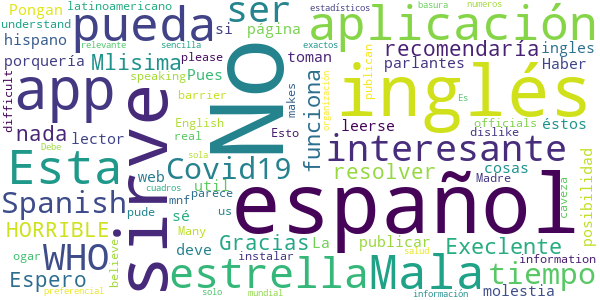 latinoamericano
estadísticos
basura
numeros
Pongan
pueda
ser
aplicación
understand
relevante
please
página
sencilla
exactos
hispano
si
recomendaría
ingles
porquería
Mlisima
toman
parlantes
Haber
app
sirve
No
inglés
publican
difficult
nada
lector
speaking
Pues
barrier
makes
funciona
Es
officials
éstos
English
Esto
leerse
dislike
organización
real
interesante
posibilidad
Debe
Esta
web
Covid19
sola
español
resolver
cosas
cuadros
util
parece
Madre
Spanish
mnf
pude
sé
us
caveza
HORRIBLE
Many
La
publicar
Execlente
WHO
believe
deve
Gracias
information
ogar
instalar
salud
Espero
estrella
Mala
tiempo
preferencial
solo
mundial
información
molestia